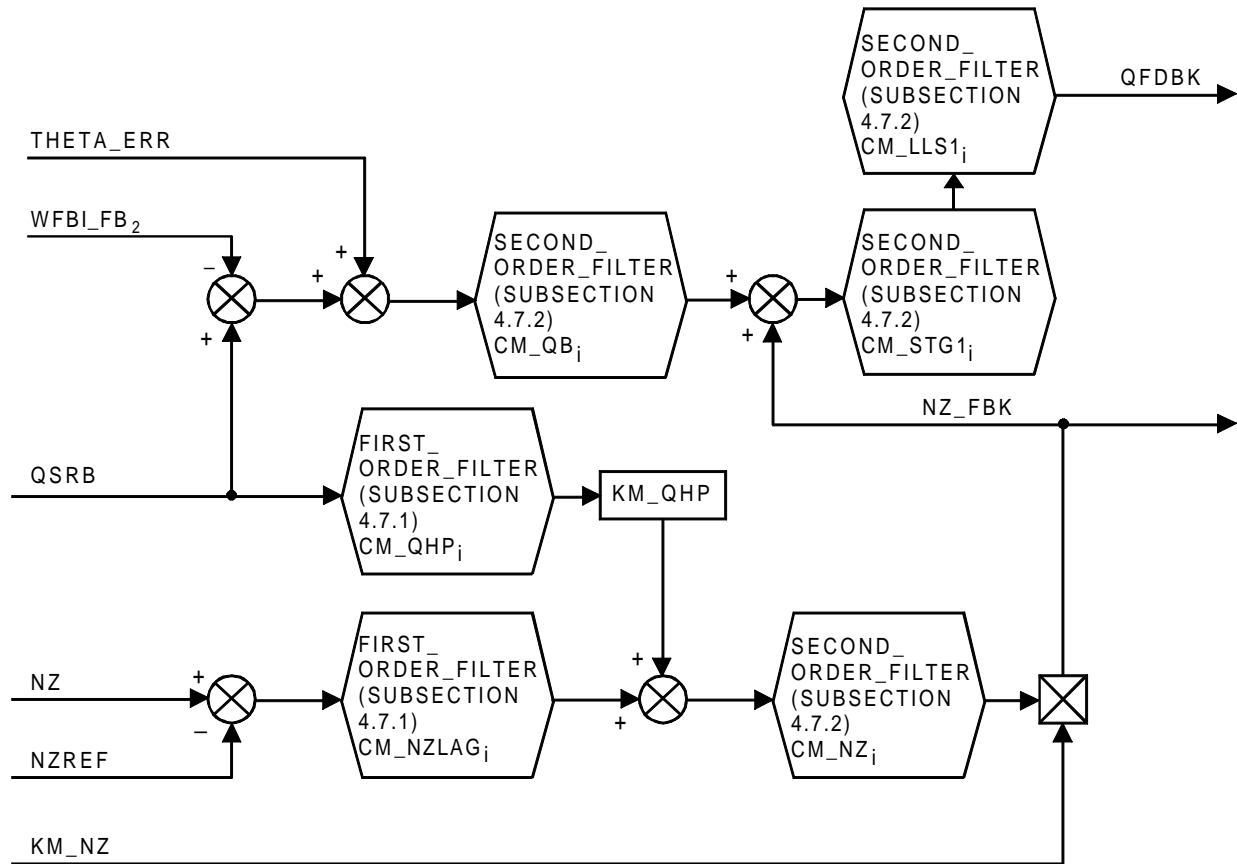 SECOND_
ORDER_FILTER
(SUBSECTION
4.7.2)
CM_LLS1i
QFDBK
THETA_ERR
WFBI_FB2
–
+
+
+
SECOND_
ORDER_FILTER
(SUBSECTION
4.7.2)
CM_QBi
+
+
SECOND_
ORDER_FILTER
(SUBSECTION
4.7.2)
CM_STG1i
NZ_FBK
QSRB
FIRST_
ORDER_FILTER
(SUBSECTION
4.7.1)
CM_QHPi
KM_QHP
NZ
+
–
NZREF
FIRST_
ORDER_FILTER
(SUBSECTION
4.7.1)
CM_NZLAGi
+
+
SECOND_
ORDER_FILTER
(SUBSECTION
4.7.2)
CM_NZi
KM_NZ